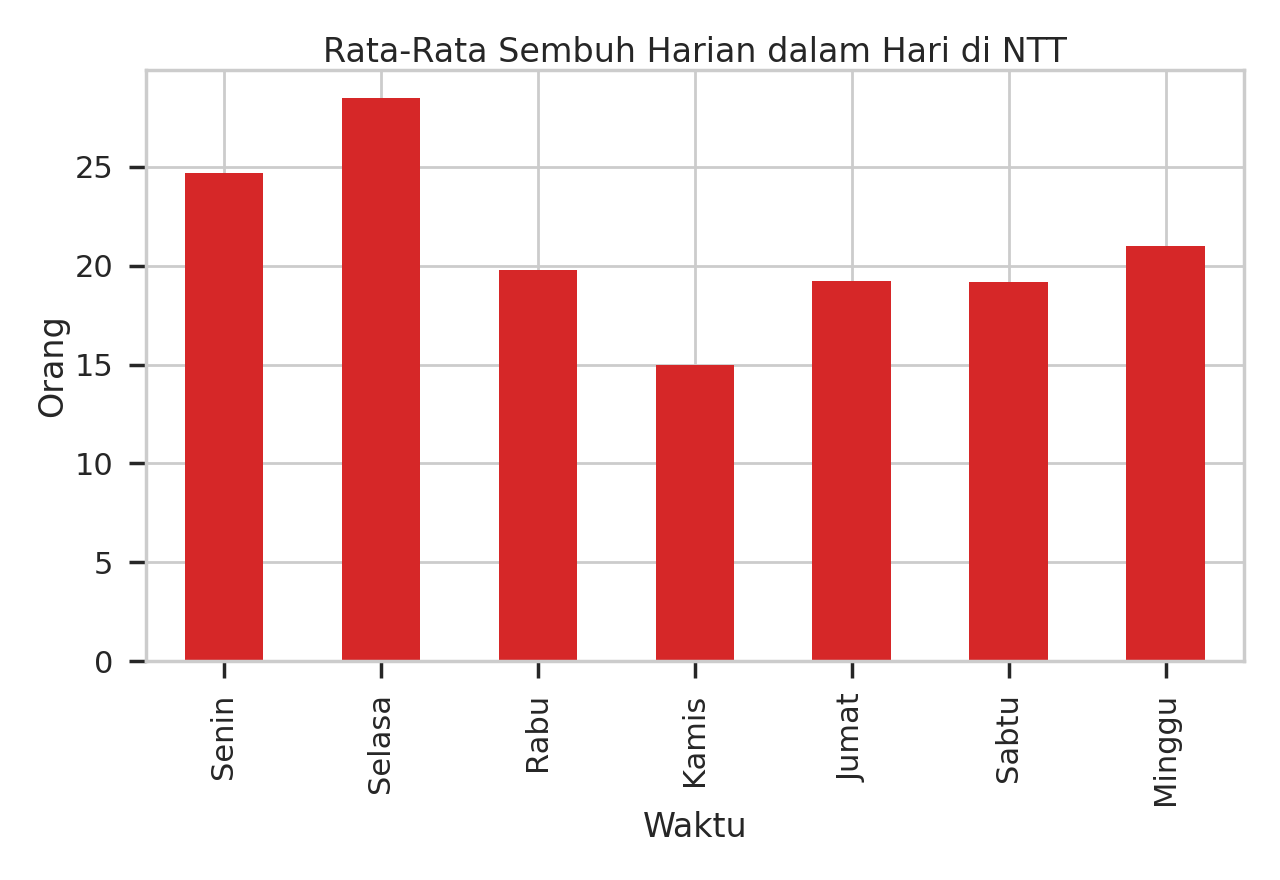 Rata-Rata Sembuh Harian dalam Hari di NTT
Orang
25
20
15
10
5
0
Senin
Selasa
Rabu
Kamis
Jumat
Sabtu
Minggu
Waktu